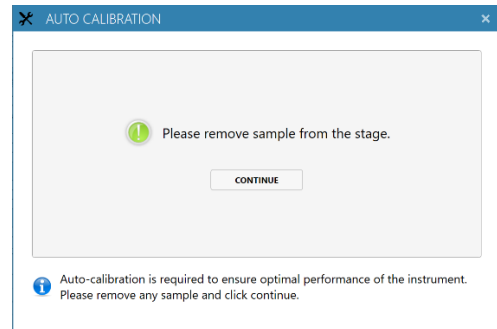 AUTO CALIBRATION
Please remove sample from the stage.
CONTINUE
Auto-calibration is required to ensure optimal performance of the instrument.
Please remove any sample and click continue.